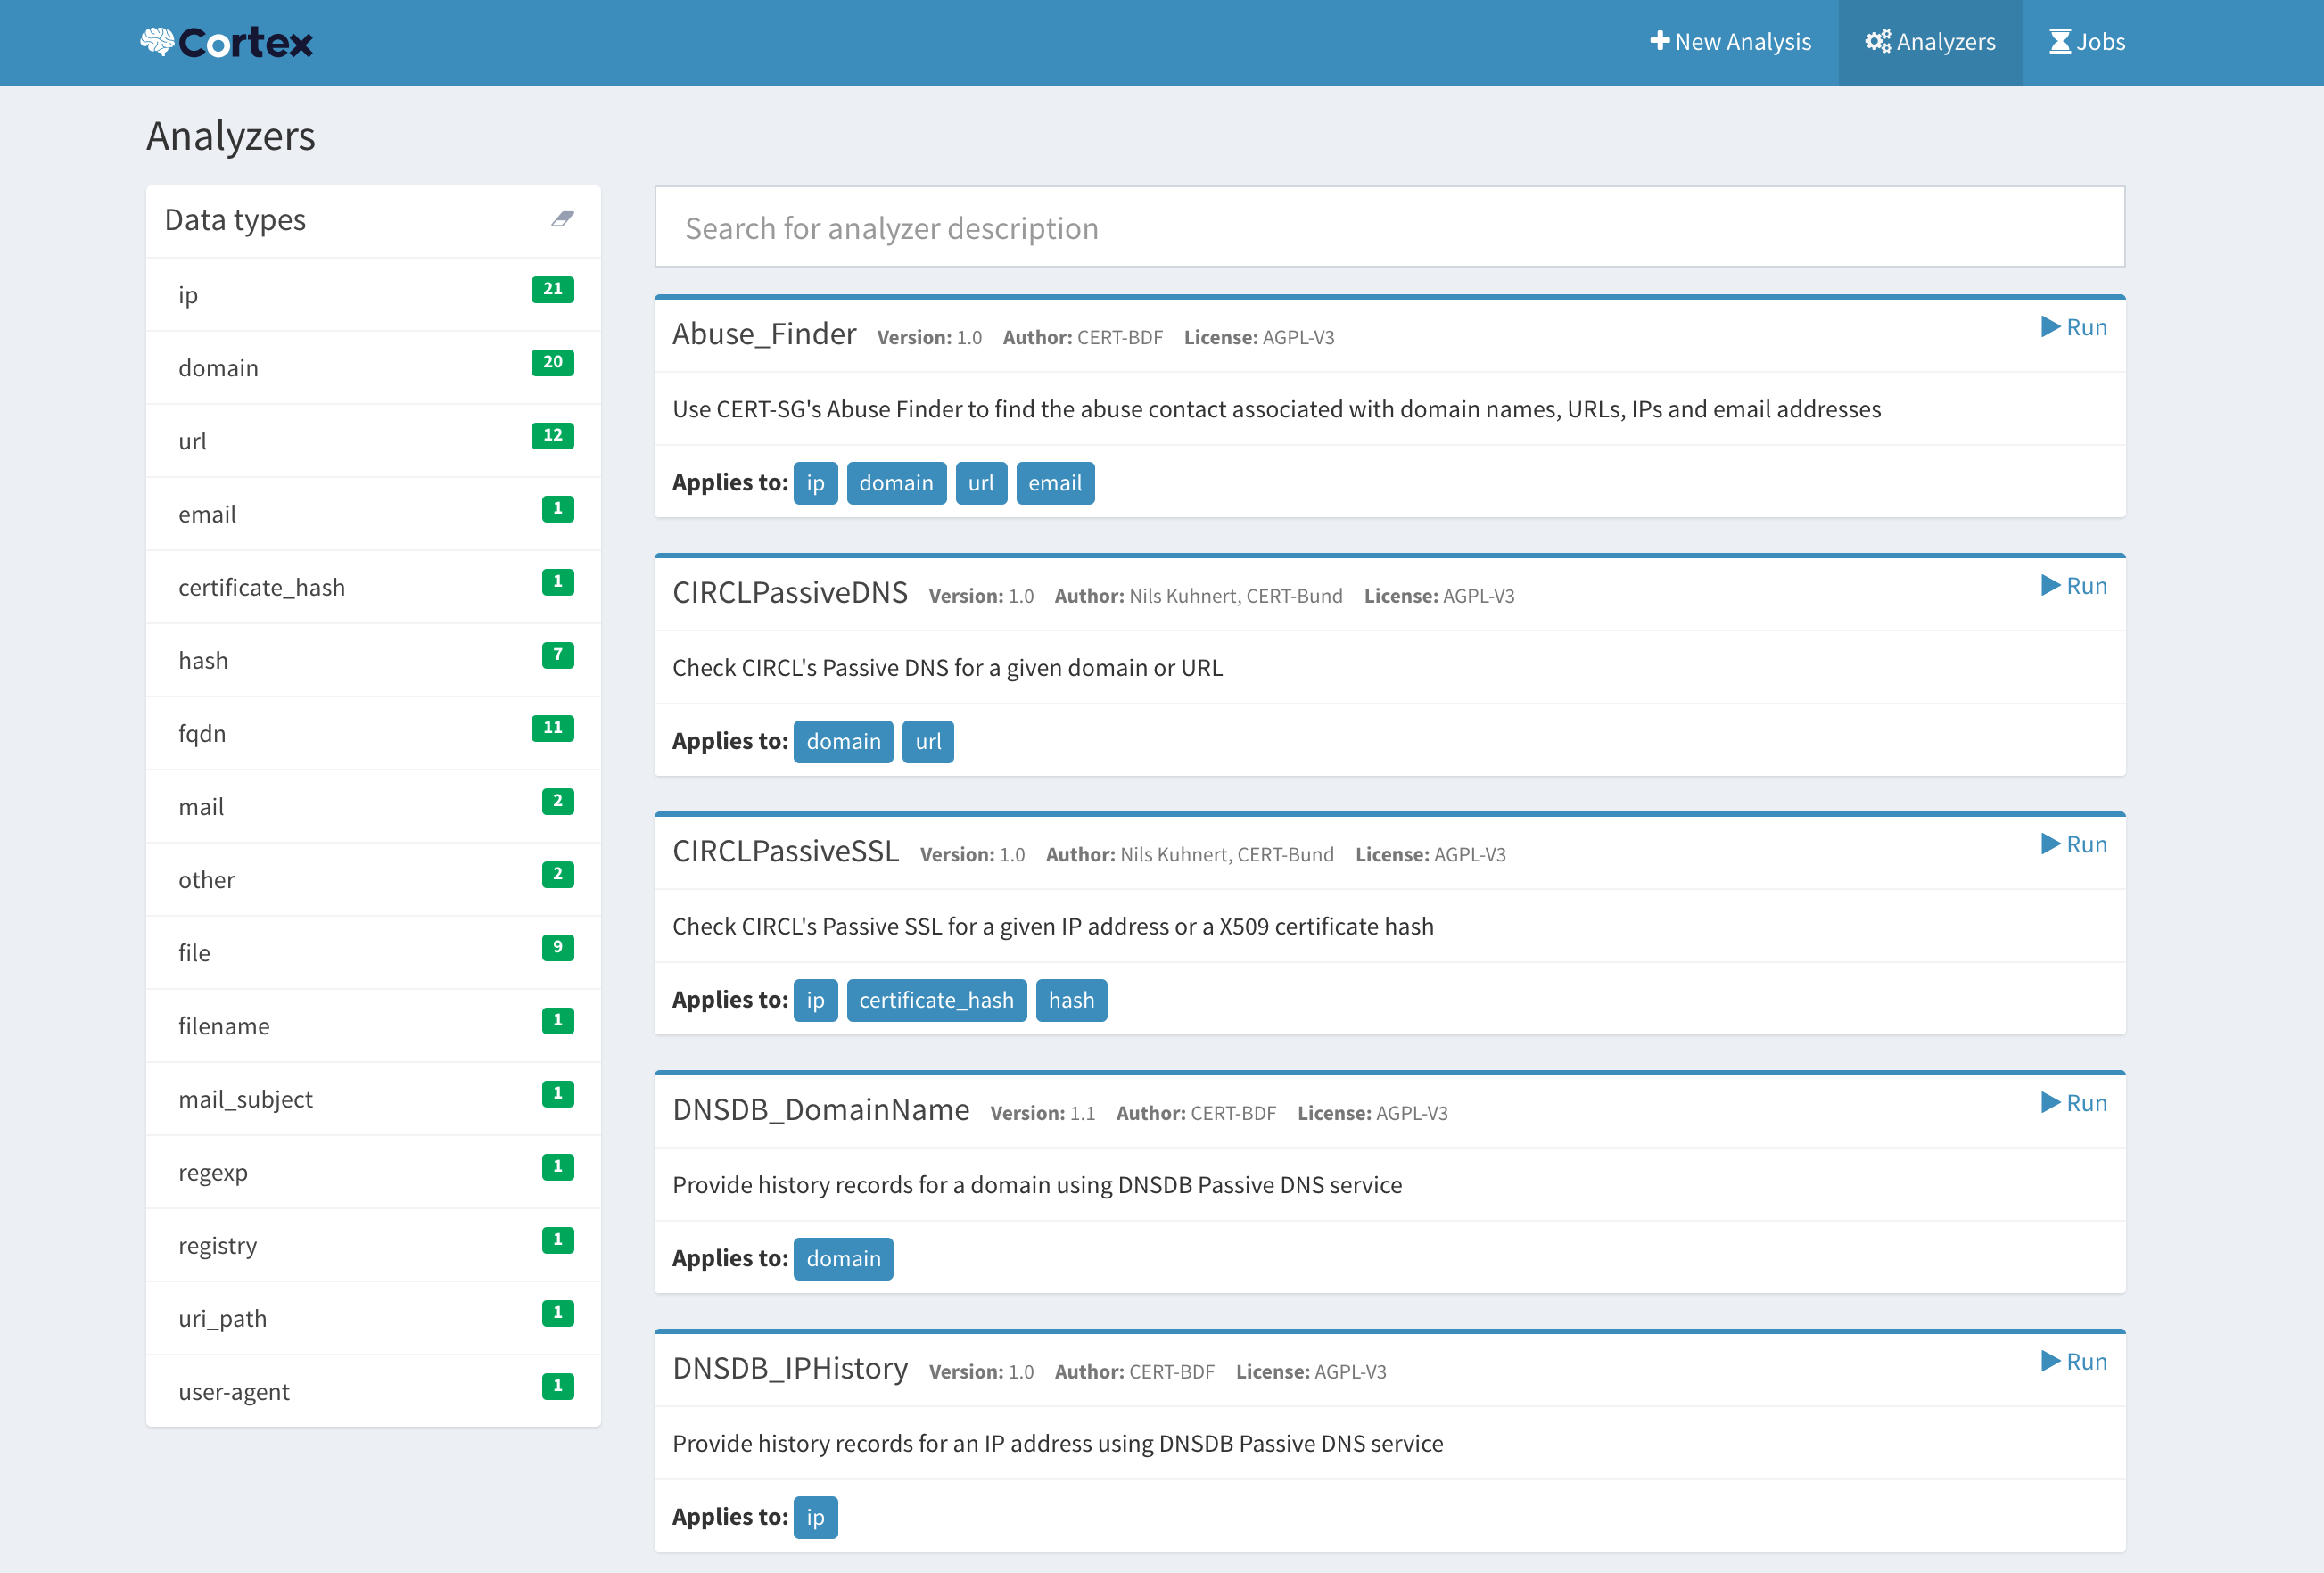 Cortex
New Analysis
Analyzers
Jobs
Analyzers
Data types
ip 21
domain 20
url 12
email 1
certificate_hash 1
hash 7
fqdn 11
mail 2
other 2
file 9
filename 1
mail_subject 1
regexp 1
registry 1
uri_path 1
user-agent 1
Search for analyzer description
Abuse_Finder Version: 1.0 Author: CERT-BDF License: AGPL-V3 Run
Use CERT-SG's Abuse Finder to find the abuse contact associated with domain names, URLs, IPs and email addresses
Applies to: ip domain url email
CIRCLPassiveDNS Version: 1.0 Author: Nils Kuhnert, CERT-Bund License: AGPL-V3 Run
Check CIRCL's Passive DNS for a given domain or URL
Applies to: domain url
CIRCLPassiveSSL Version: 1.0 Author: Nils Kuhnert, CERT-Bund License: AGPL-V3 Run
Check CIRCL's Passive SSL for a given IP address or a X509 certificate hash
Applies to: ip certificate_hash hash
DNSDB_DomainName Version: 1.1 Author: CERT-BDF License: AGPL-V3 Run
Provide history records for a domain using DNSDB Passive DNS service
Applies to: domain
DNSDB_IPHistory Version: 1.0 Author: CERT-BDF License: AGPL-V3 Run
Provide history records for an IP address using DNSDB Passive DNS service
Applies to: ip